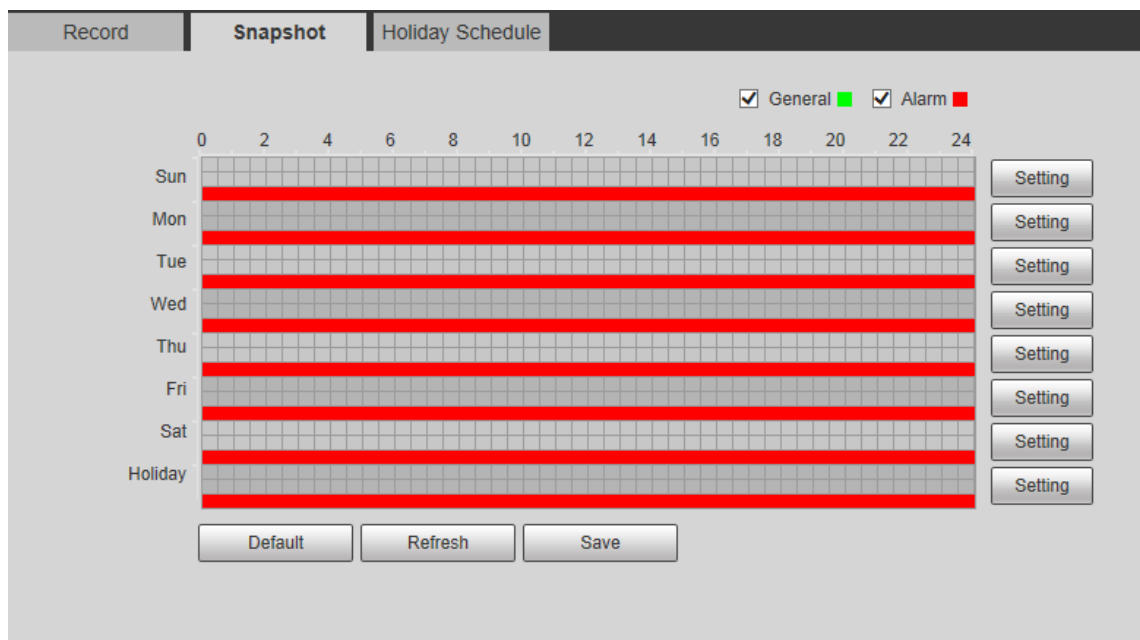 Record Snapshot Holiday Schedule
General Alarm
0 2 4 6 8 10 12 14 16 18 20 22 24
Sun Setting
Mon Setting
Tue Setting
Wed Setting
Thu Setting
Fri Setting
Sat Setting
Holiday Setting
Default Refresh Save